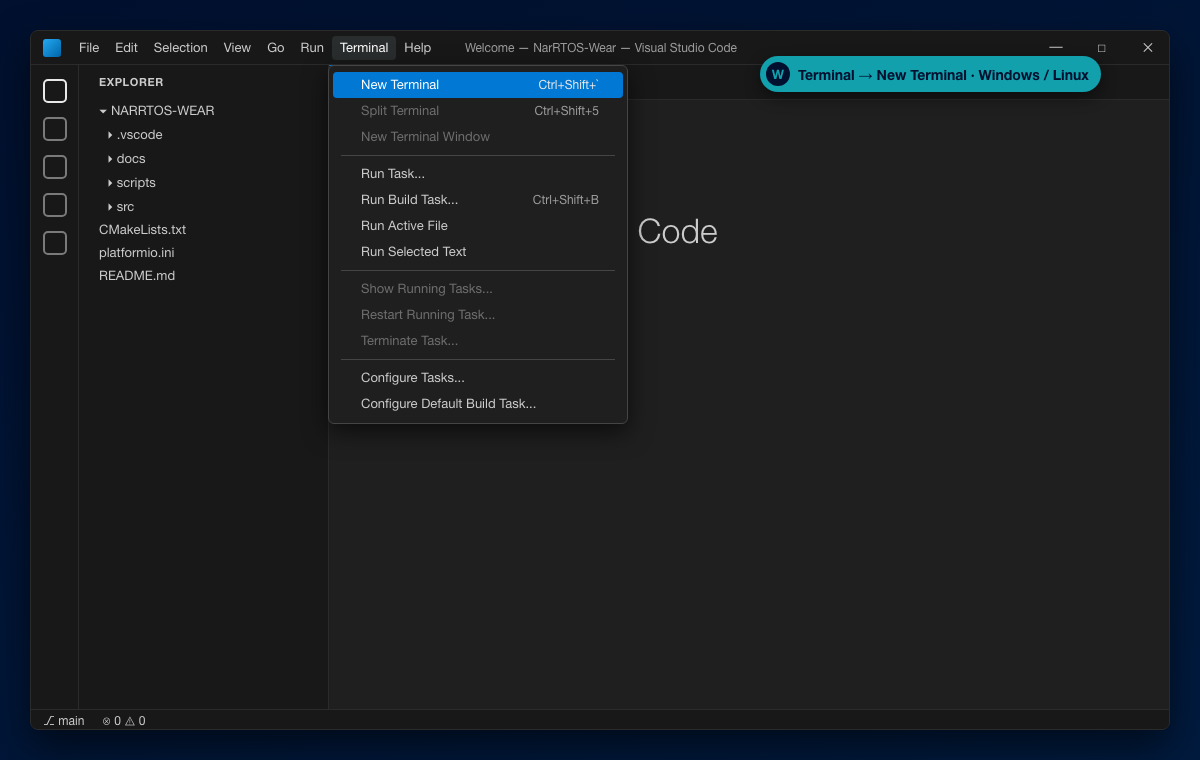 File Edit Selection View Go Run Terminal Help Welcome — NarRTOS-Wear — Visual Studio Code
W Terminal → New Terminal · Windows / Linux
EXPLORER
NARRTOS-WEAR
.vscode
docs
scripts
src
CMakeLists.txt
platformio.ini
README.md
New Terminal Ctrl+Shift+`
Split Terminal Ctrl+Shift+5
New Terminal Window
Run Task...
Run Build Task... Ctrl+Shift+B
Run Active File
Run Selected Text
Show Running Tasks...
Restart Running Task...
Terminate Task...
Configure Tasks...
Configure Default Build Task...
Code
main ⊗ 0 ⚠ 0